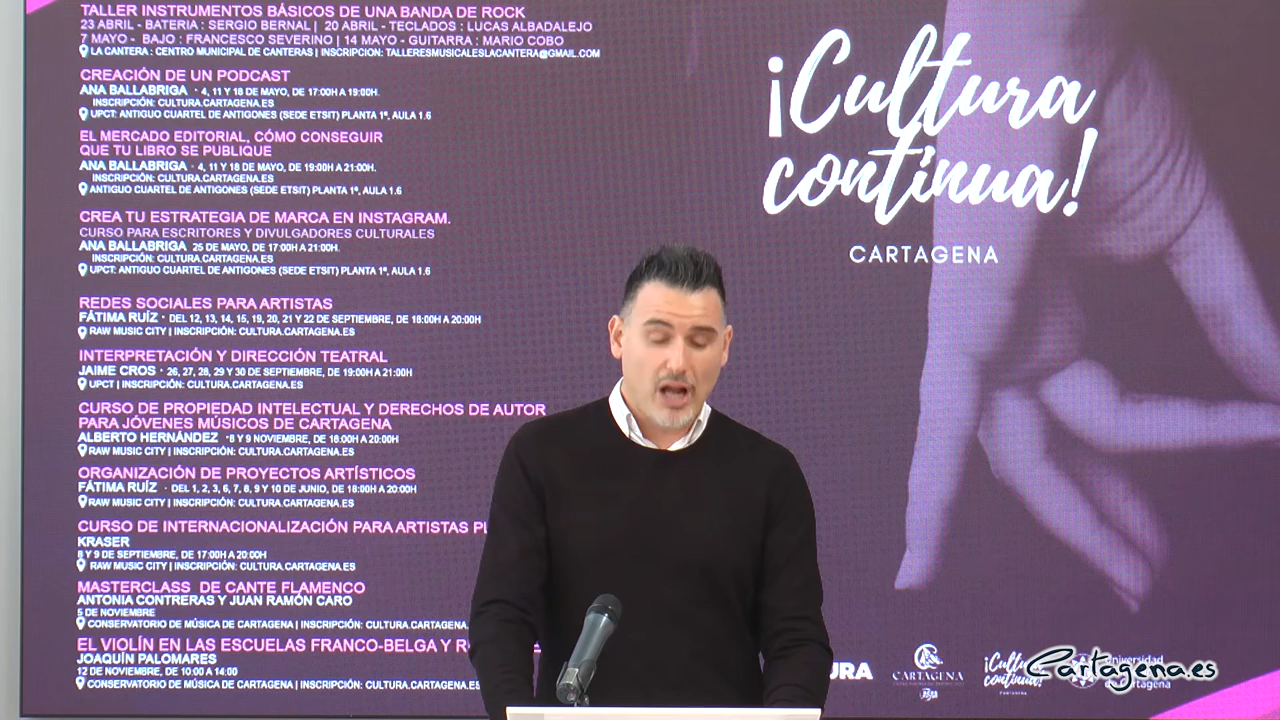 TALLER INSTRUMENTOS BÁSICOS DE UNA BANDA DE ROCK
23 ABRIL - BATERIA : SERGIO BERNAL | 20 ABRIL - TECLADOS : LUCAS ALBADALEJO
7 MAYO - BAJO : FRANCESCO SEVERINO | 14 MAYO - GUITARRA : MARIO COBO
LA CANTERA : CENTRO MUNICIPAL DE CANTERAS | INSCRIPCION: TALLERESMUSICALESLACANTERA@GMAIL.COM
CREACIÓN DE UN PODCAST
ANA BALLABRIGA · 4, 11 Y 18 DE MAYO, DE 17:00H A 19:00H.
INSCRIPCIÓN: CULTURA.CARTAGENA.ES
UPCT: ANTIGUO CUARTEL DE ANTIGONES (SEDE ETSIT) PLANTA 1ª, AULA 1.6
EL MERCADO EDITORIAL, CÓMO CONSEGUIR
QUE TU LIBRO SE PUBLIQUE
ANA BALLABRIGA · 4, 11 Y 18 DE MAYO, DE 19:00H A 21:00H.
INSCRIPCIÓN: CULTURA.CARTAGENA.ES
ANTIGUO CUARTEL DE ANTIGONES (SEDE ETSIT) PLANTA 1ª, AULA 1.6
CREA TU ESTRATEGIA DE MARCA EN INSTAGRAM.
CURSO PARA ESCRITORES Y DIVULGADORES CULTURALES
ANA BALLABRIGA 25 DE MAYO, DE 17:00H A 21:00H.
INSCRIPCIÓN: CULTURA.CARTAGENA.ES
UPCT: ANTIGUO CUARTEL DE ANTIGONES (SEDE ETSIT) PLANTA 1ª, AULA 1.6
REDES SOCIALES PARA ARTISTAS
FÁTIMA RUÍZ · DEL 12, 13, 14, 15, 19, 20, 21 Y 22 DE SEPTIEMBRE, DE 18:00H A 20:00H
RAW MUSIC CITY | INSCRIPCIÓN: CULTURA.CARTAGENA.ES
INTERPRETACIÓN Y DIRECCIÓN TEATRAL
JAIME CROS · 26, 27, 28, 29 Y 30 DE SEPTIEMBRE, DE 19:00H A 21:00H
UPCT | INSCRIPCIÓN: CULTURA.CARTAGENA.ES
CURSO DE PROPIEDAD INTELECTUAL Y DERECHOS DE AUTOR
PARA JÓVENES MÚSICOS DE CARTAGENA
ALBERTO HERNÁNDEZ · 8 Y 9 NOVIEMBRE, DE 18:00H A 20:00H
RAW MUSIC CITY | INSCRIPCIÓN: CULTURA.CARTAGENA.ES
ORGANIZACIÓN DE PROYECTOS ARTÍSTICOS
FÁTIMA RUÍZ · DEL 1, 2, 3, 6, 7, 8, 9 Y 10 DE JUNIO, DE 18:00H A 20:00H
RAW MUSIC CITY | INSCRIPCIÓN: CULTURA.CARTAGENA.ES
CURSO DE INTERNACIONALIZACIÓN PARA ARTISTAS PL
KRASER
8 Y 9 DE SEPTIEMBRE, DE 17:00H A 20:00H
RAW MUSIC CITY | INSCRIPCIÓN: CULTURA.CARTAGENA.ES
MASTERCLASS DE CANTE FLAMENCO
ANTONIA CONTRERAS Y JUAN RAMÓN CARO
5 DE NOVIEMBRE
CONSERVATORIO DE MÚSICA DE CARTAGENA | INSCRIPCIÓN: CULTURA.CARTAGENA.
EL VIOLÍN EN LAS ESCUELAS FRANCO-BELGA Y R
JOAQUÍN PALOMARES
12 DE NOVIEMBRE, DE 10:00 A 14:00
CONSERVATORIO DE MÚSICA DE CARTAGENA | INSCRIPCIÓN: CULTURA.CARTAGENA.ES
¡Cultura
continua!
CARTAGENA
URA
CARTAGENA
¡Cultura
continua!
Cartagena.es